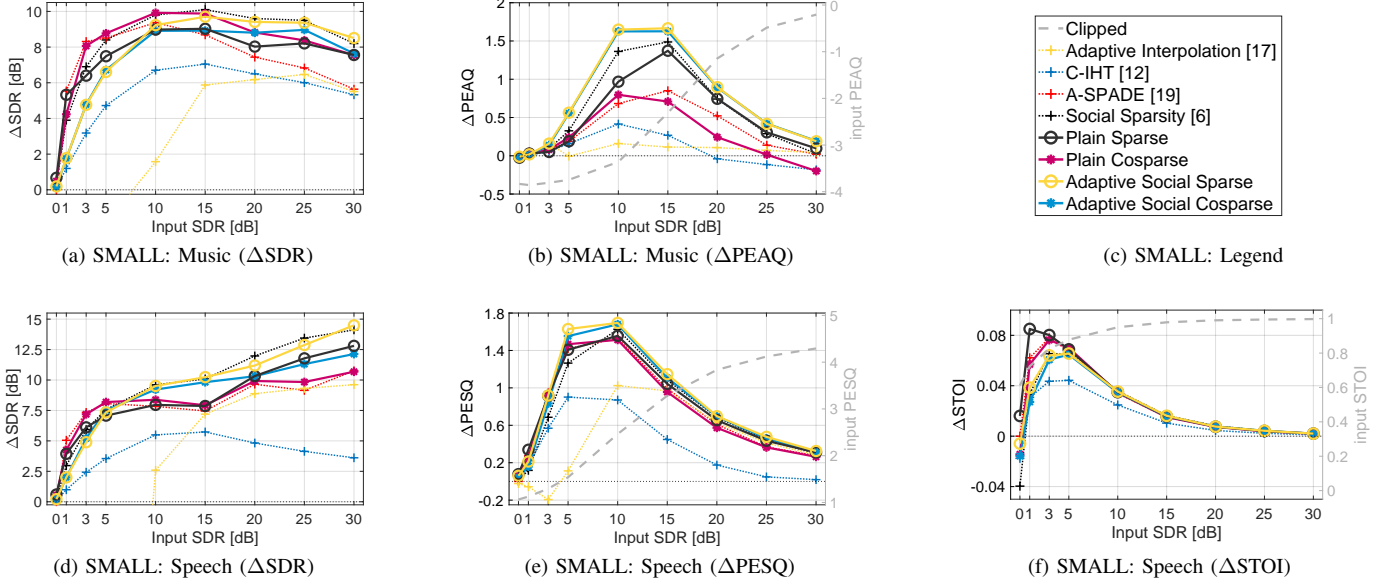 10
8
6
4
2
0
ΔSDR [dB]
0 1 3 5 10 15 20 25 30
Input SDR [dB]
(a) SMALL: Music (ΔSDR)
2
1.5
1
0.5
0
-0.5
ΔPEAQ
0
-1
-2
-3
-4
input PEAQ
0 1 3 5 10 15 20 25 30
Input SDR [dB]
(b) SMALL: Music (ΔPEAQ)
Clipped
Adaptive Interpolation [17]
C-IHT [12]
A-SPADE [19]
Social Sparsity [6]
Plain Sparse
Plain Cosparse
Adaptive Social Sparse
Adaptive Social Cosparse
(c) SMALL: Legend
15
12.5
10
7.5
5
2.5
0
ΔSDR [dB]
0 1 3 5 10 15 20 25 30
Input SDR [dB]
(d) SMALL: Speech (ΔSDR)
1.8
1.4
1
0.6
0.2
-0.2
ΔPESQ
5
4
3
2
1
input PESQ
0 1 3 5 10 15 20 25 30
Input SDR [dB]
(e) SMALL: Speech (ΔPESQ)
0.08
0.04
0
-0.04
ΔSTOI
1
0.8
0.6
0.4
0.2
0
input STOI
0 1 3 5 10 15 20 25 30
Input SDR [dB]
(f) SMALL: Speech (ΔSTOI)